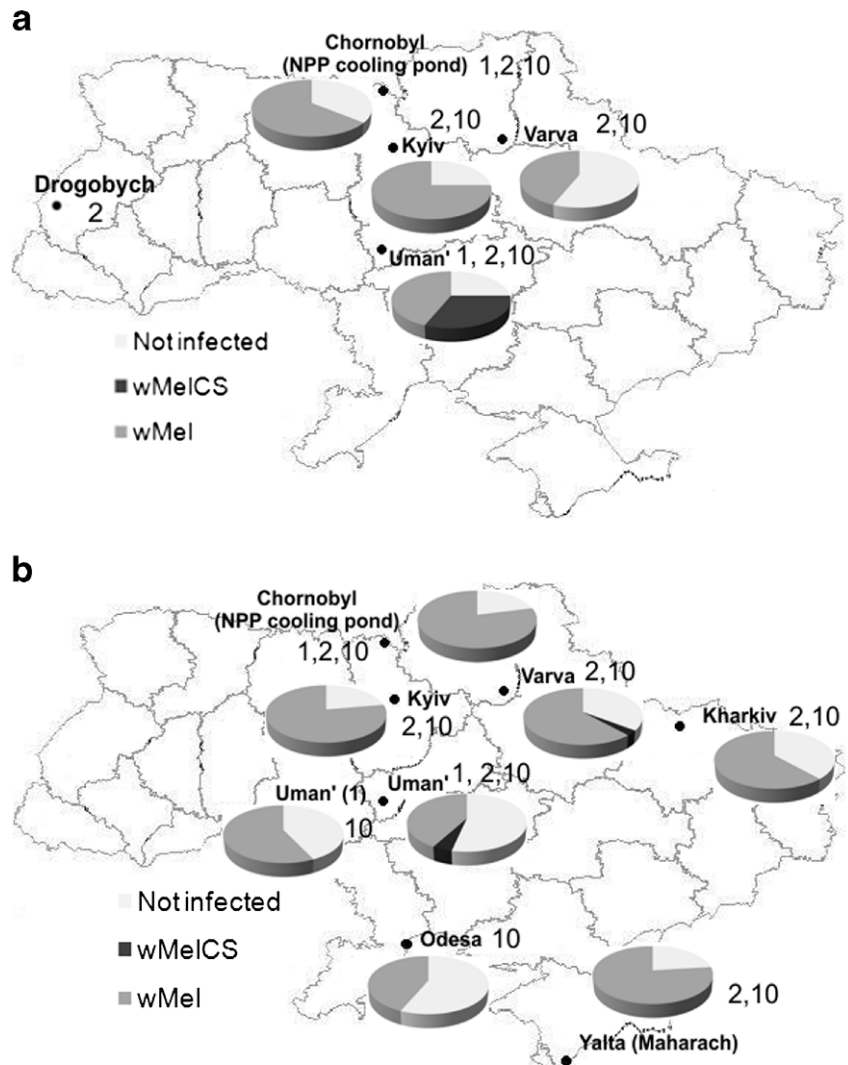 a
Chornobyl
(NPP cooling pond) 1,2,10
2,10 Varva 2,10
Kyiv
Drogobych
2
Uman' 1, 2,10
Not infected
wMelCS
wMel
b
Chornobyl
(NPP cooling pond)
1,2,10
Varva 2,10
Kyiv
2,10
Kharkiv 2,10
Uman' 1, 2,10
Uman' (1)
10
Not infected
wMelCS
wMel
Odesa 10
2,10
Yalta (Maharach)